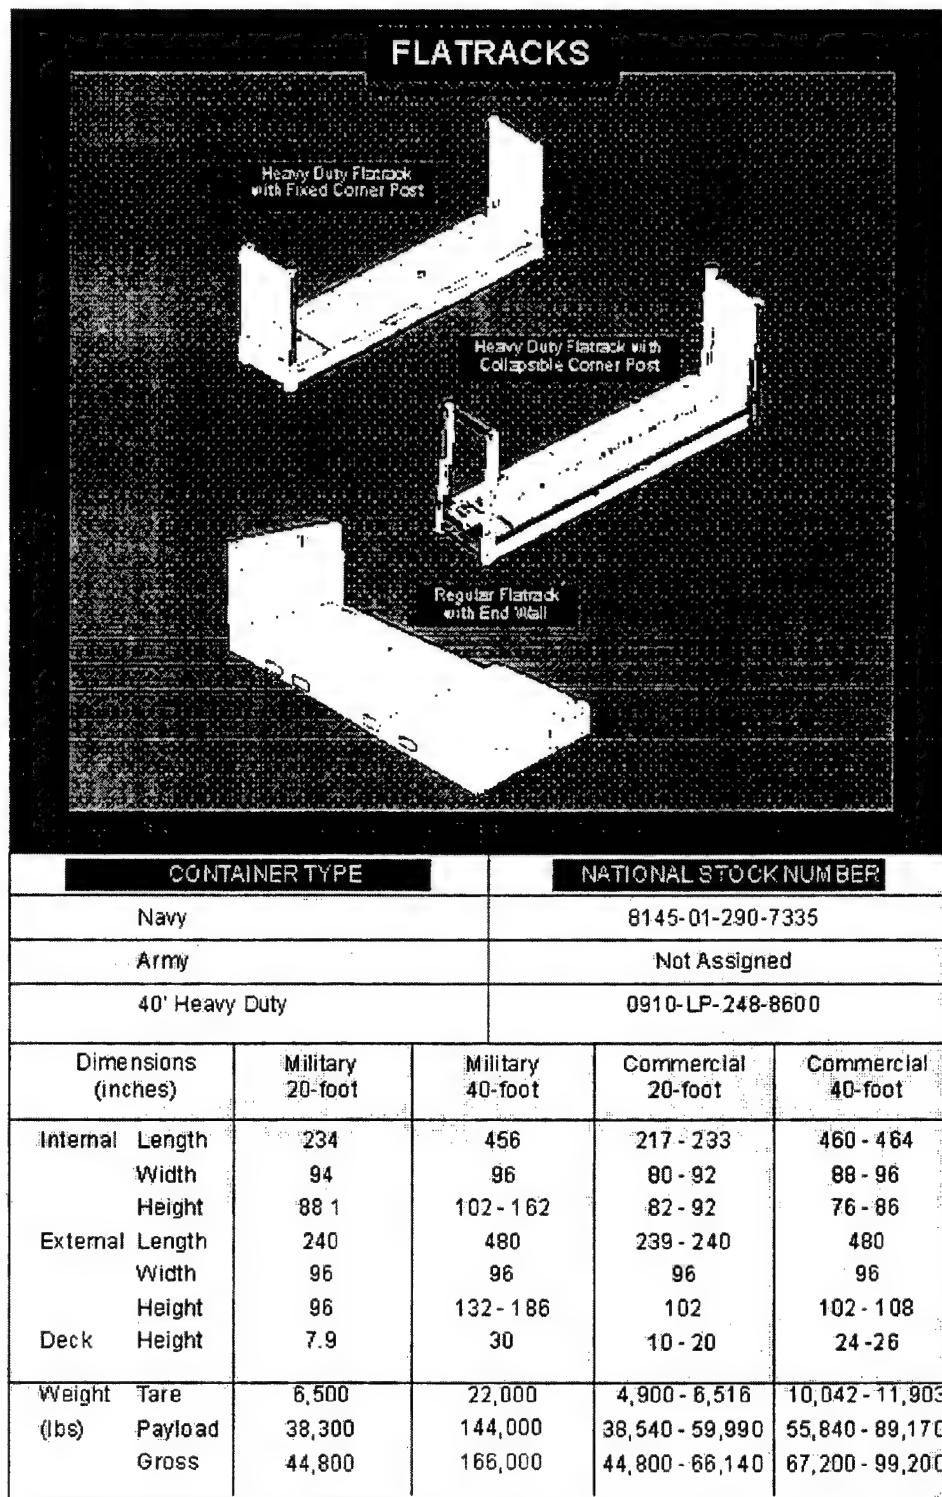 FLATRACKS
Heavy Duty Flatrack
with Fixed Corner Post
Heavy Duty Flatrack with
Collapsible Corner Post
Regular Flatrack
with End Wall
CONTAINER TYPE NATIONAL STOCK NUMBER
Navy 8145-01-290-7335
Army Not Assigned
40' Heavy Duty 0910-LP-248-8600
Dimensions Military Military Commercial Commercial
(inches) 20-foot 40-foot 20-foot 40-foot
Internal Length 234 456 217 - 233 460 - 464
Width 94 96 80 - 92 88 - 96
Height 88 1 102 - 162 82 - 92 76 - 86
External Length 240 480 239 - 240 480
Width 96 96 96 96
Height 96 132 - 186 102 102 - 108
Deck Height 7.9 30 10 - 20 24 -26
Weight Tare 6,500 22,000 4,900 - 6,516 10,042 - 11,903
(lbs) Payload 38,300 144,000 38,540 - 59,990 55,840 - 89,170
Gross 44,800 166,000 44,800 - 66,140 67,200 - 99,200